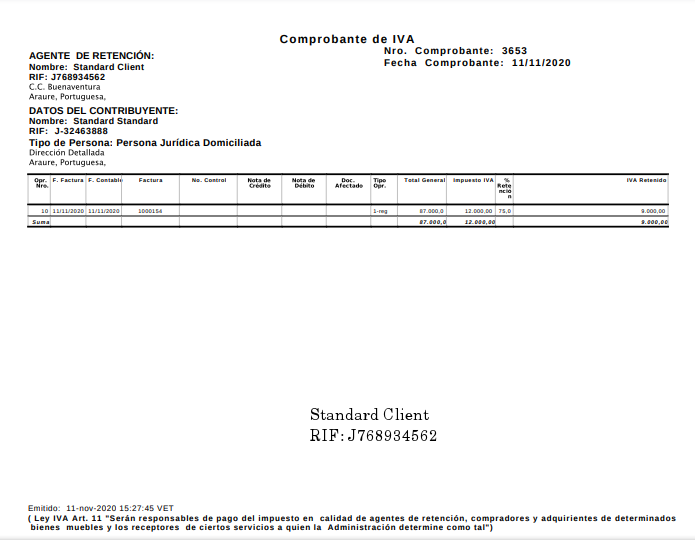 Comprobante de IVA
Nro. Comprobante: 3653
Fecha Comprobante: 11/11/2020
AGENTE DE RETENCIÓN:
Nombre: Standard Client
RIF: J768934562
C.C. Buenaventura
Araure, Portuguesa,
DATOS DEL CONTRIBUYENTE:
Nombre: Standard Standard
RIF: J-32463888
Tipo de Persona: Persona Jurídica Domiciliada
Dirección Detallada
Araure, Portuguesa,
Opr. Nro. F. Factura F. Contable Factura No. Control Nota de Crédito Nota de Débito Doc. Afectado Tipo Opr. Total General Impuesto IVA % Rete nció n IVA Retenido
10 11/11/2020 11/11/2020 1000154 1-reg 87.000,0 12.000,00 75,0 9.000,00
Suma 87.000,0 12.000,00 9.000,00
Standard Client
RIF: J768934562
Emitido: 11-nov-2020 15:27:45 VET
( Ley IVA Art. 11 "Serán responsables de pago del impuesto en calidad de agentes de retención, compradores y adquirientes de determinados
bienes muebles y los receptores de ciertos servicios a quien la Administración determine como tal")